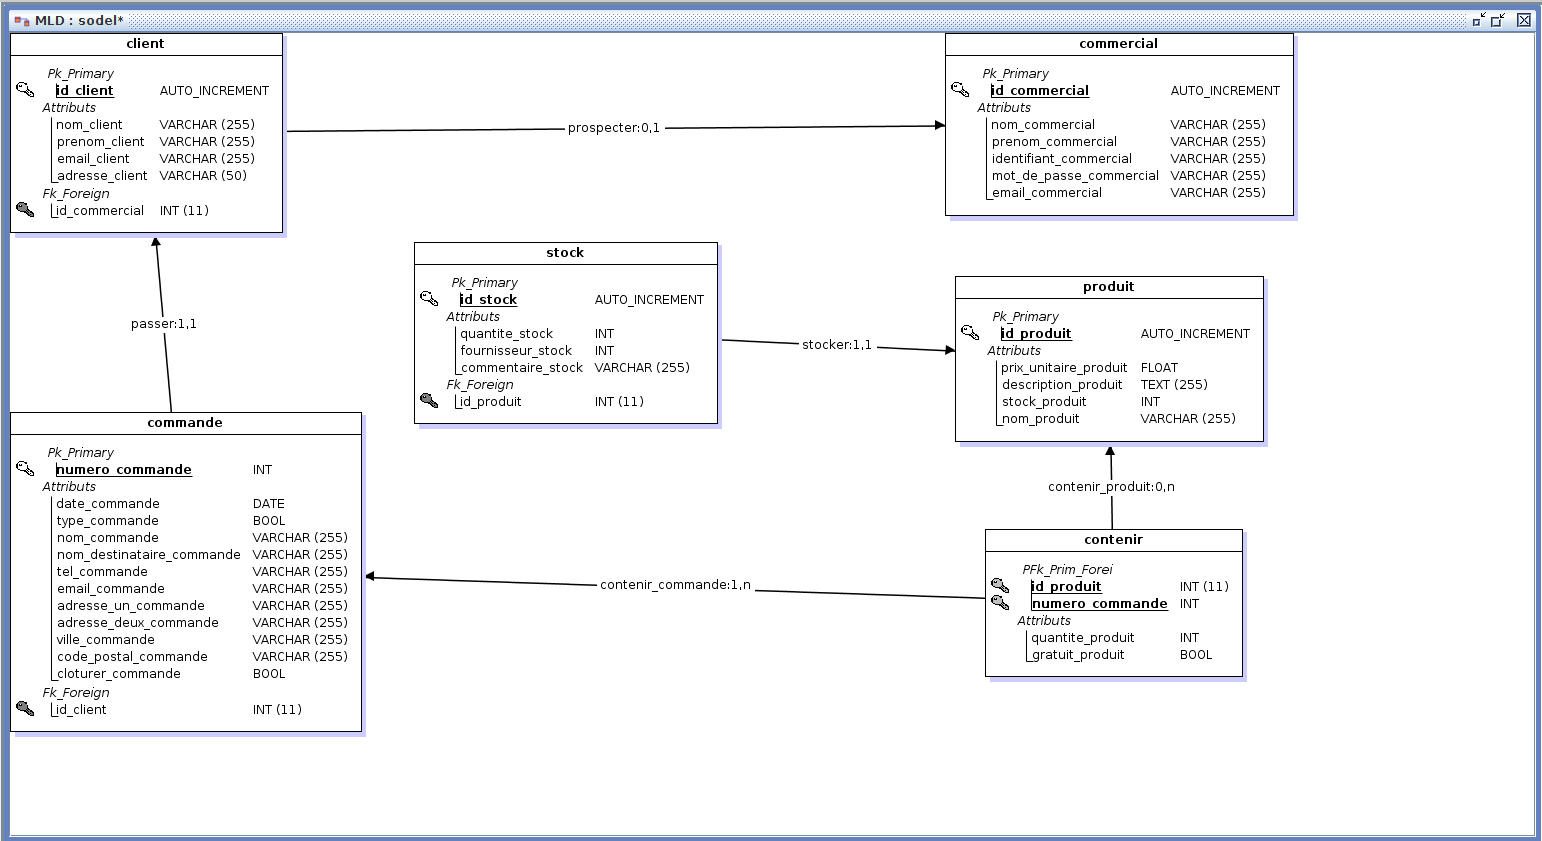 MLD : sodel*
client
Pk_Primary
id_client AUTO_INCREMENT
Attributs
nom_client VARCHAR (255)
prenom_client VARCHAR (255)
email_client VARCHAR (255)
adresse_client VARCHAR (50)
Fk_Foreign
id_commercial INT (11)
prospecter:0,1
commercial
Pk_Primary
id_commercial AUTO_INCREMENT
Attributs
nom_commercial VARCHAR (255)
prenom_commercial VARCHAR (255)
identifiant_commercial VARCHAR (255)
mot_de_passe_commercial VARCHAR (255)
email_commercial VARCHAR (255)
passer:1,1
stock
Pk_Primary
id_stock AUTO_INCREMENT
Attributs
quantite_stock INT
fournisseur_stock INT
commentaire_stock VARCHAR (255)
Fk_Foreign
id_produit INT (11)
stocker:1,1
produit
Pk_Primary
id_produit AUTO_INCREMENT
Attributs
prix_unitaire_produit FLOAT
description_produit TEXT (255)
stock_produit INT
nom_produit VARCHAR (255)
commande
Pk_Primary
numero_commande INT
Attributs
date_commande DATE
type_commande BOOL
nom_commande VARCHAR (255)
nom_destinataire_commande VARCHAR (255)
tel_commande VARCHAR (255)
email_commande VARCHAR (255)
adresse_un_commande VARCHAR (255)
adresse_deux_commande VARCHAR (255)
ville_commande VARCHAR (255)
code_postal_commande VARCHAR (255)
cloturer_commande BOOL
Fk_Foreign
id_client INT (11)
contenir_commande:1,n
contenir_produit:0,n
contenir
PFk_Prim_Forei
id_produit INT (11)
numero_commande INT
Attributs
quantite_produit INT
gratuit_produit BOOL